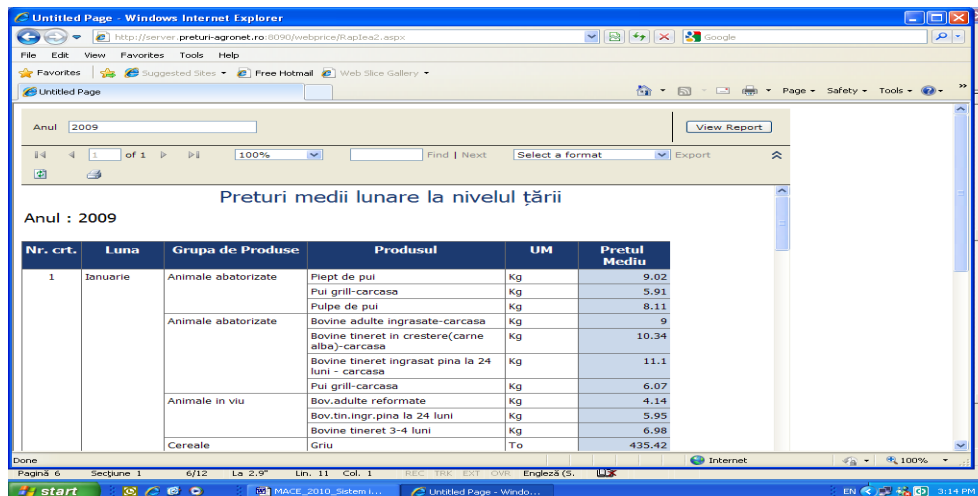 Untitled Page - Windows Internet Explorer
http://server.preturi-agronet.ro:8090/webprice/RapIea2.aspx Google
File Edit View Favorites Tools Help
Favorites Suggested Sites Free Hotmail Web Slice Gallery
Untitled Page Page Safety Tools
Anul 2009 View Report
1 of 1 100% Find | Next Select a format Export
Preturi medii lunare la nivelul țării
Anul : 2009
Nr. crt. Luna Grupa de Produse Produsul UM Pretul Mediu
1 Ianuarie Animale abatorizate Piept de pui Kg 9.02
Pui grill-carcasa Kg 5.91
Pulpe de pui Kg 8.11
Animale abatorizate Bovine adulte ingrasate-carcasa Kg 9
Bovine tineret in crestere(carne alba)-carcasa Kg 10.34
Bovine tineret ingrasat pina la 24 luni - carcasa Kg 11.1
Pui grill-carcasa Kg 6.07
Animale in viu Bov.adulte reformate Kg 4.14
Bov.tin.ingr.pina la 24 luni Kg 5.95
Bovine tineret 3-4 luni Kg 6.98
Cereale Griu To 435.42
Done Internet 100%
Pagină 6 Secțiune 1 6/12 La 2.9" Lin. 11 Col. 1 REC TRK EXT OVR Engleză (S.
start MACE_2010_Sistem i... Untitled Page - Windo... EN 3:14 PM